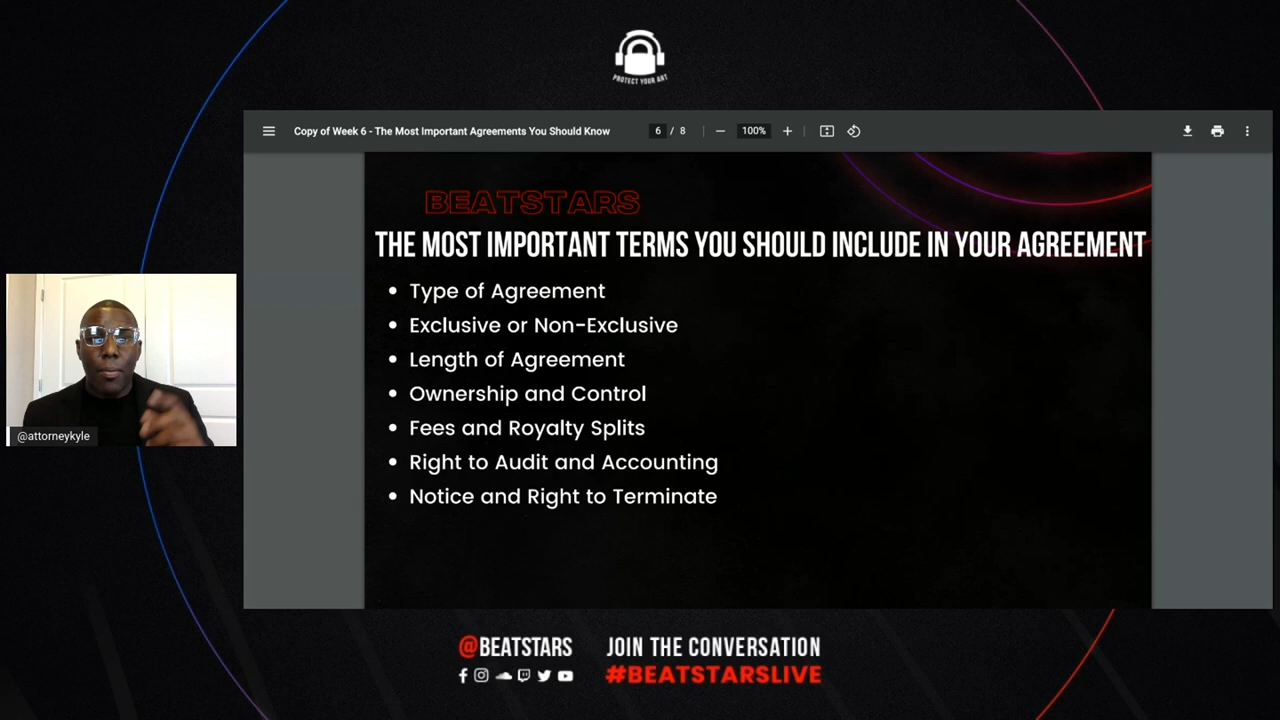 PROTECT YOUR ART
Copy of Week 6 - The Most Important Agreements You Should Know
6 / 8
100%
BEATSTARS
THE MOST IMPORTANT TERMS YOU SHOULD INCLUDE IN YOUR AGREEMENT
• Type of Agreement
• Exclusive or Non-Exclusive
• Length of Agreement
• Ownership and Control
• Fees and Royalty Splits
• Right to Audit and Accounting
• Notice and Right to Terminate
@attorneykyle
@BEATSTARS
JOIN THE CONVERSATION
#BEATSTARSLIVE